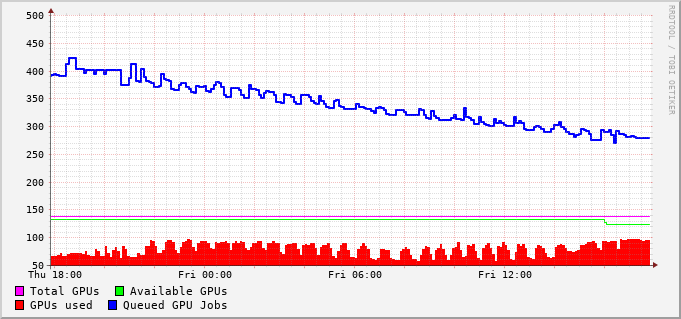 500
450
400
350
300
250
200
150
100
50
Thu 18:00 Fri 00:00 Fri 06:00 Fri 12:00
Total GPUs Available GPUs
GPUs used Queued GPU Jobs
RRDTOOL / TOBI OETIKER